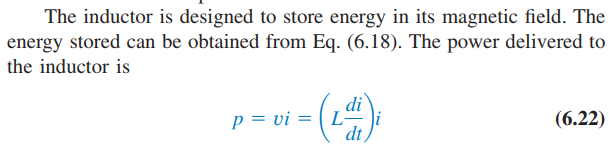 The inductor is designed to store energy in its magnetic field. The
energy stored can be obtained from Eq. (6.18). The power delivered to
the inductor is
p = vi = (L di/dt)i (6.22)